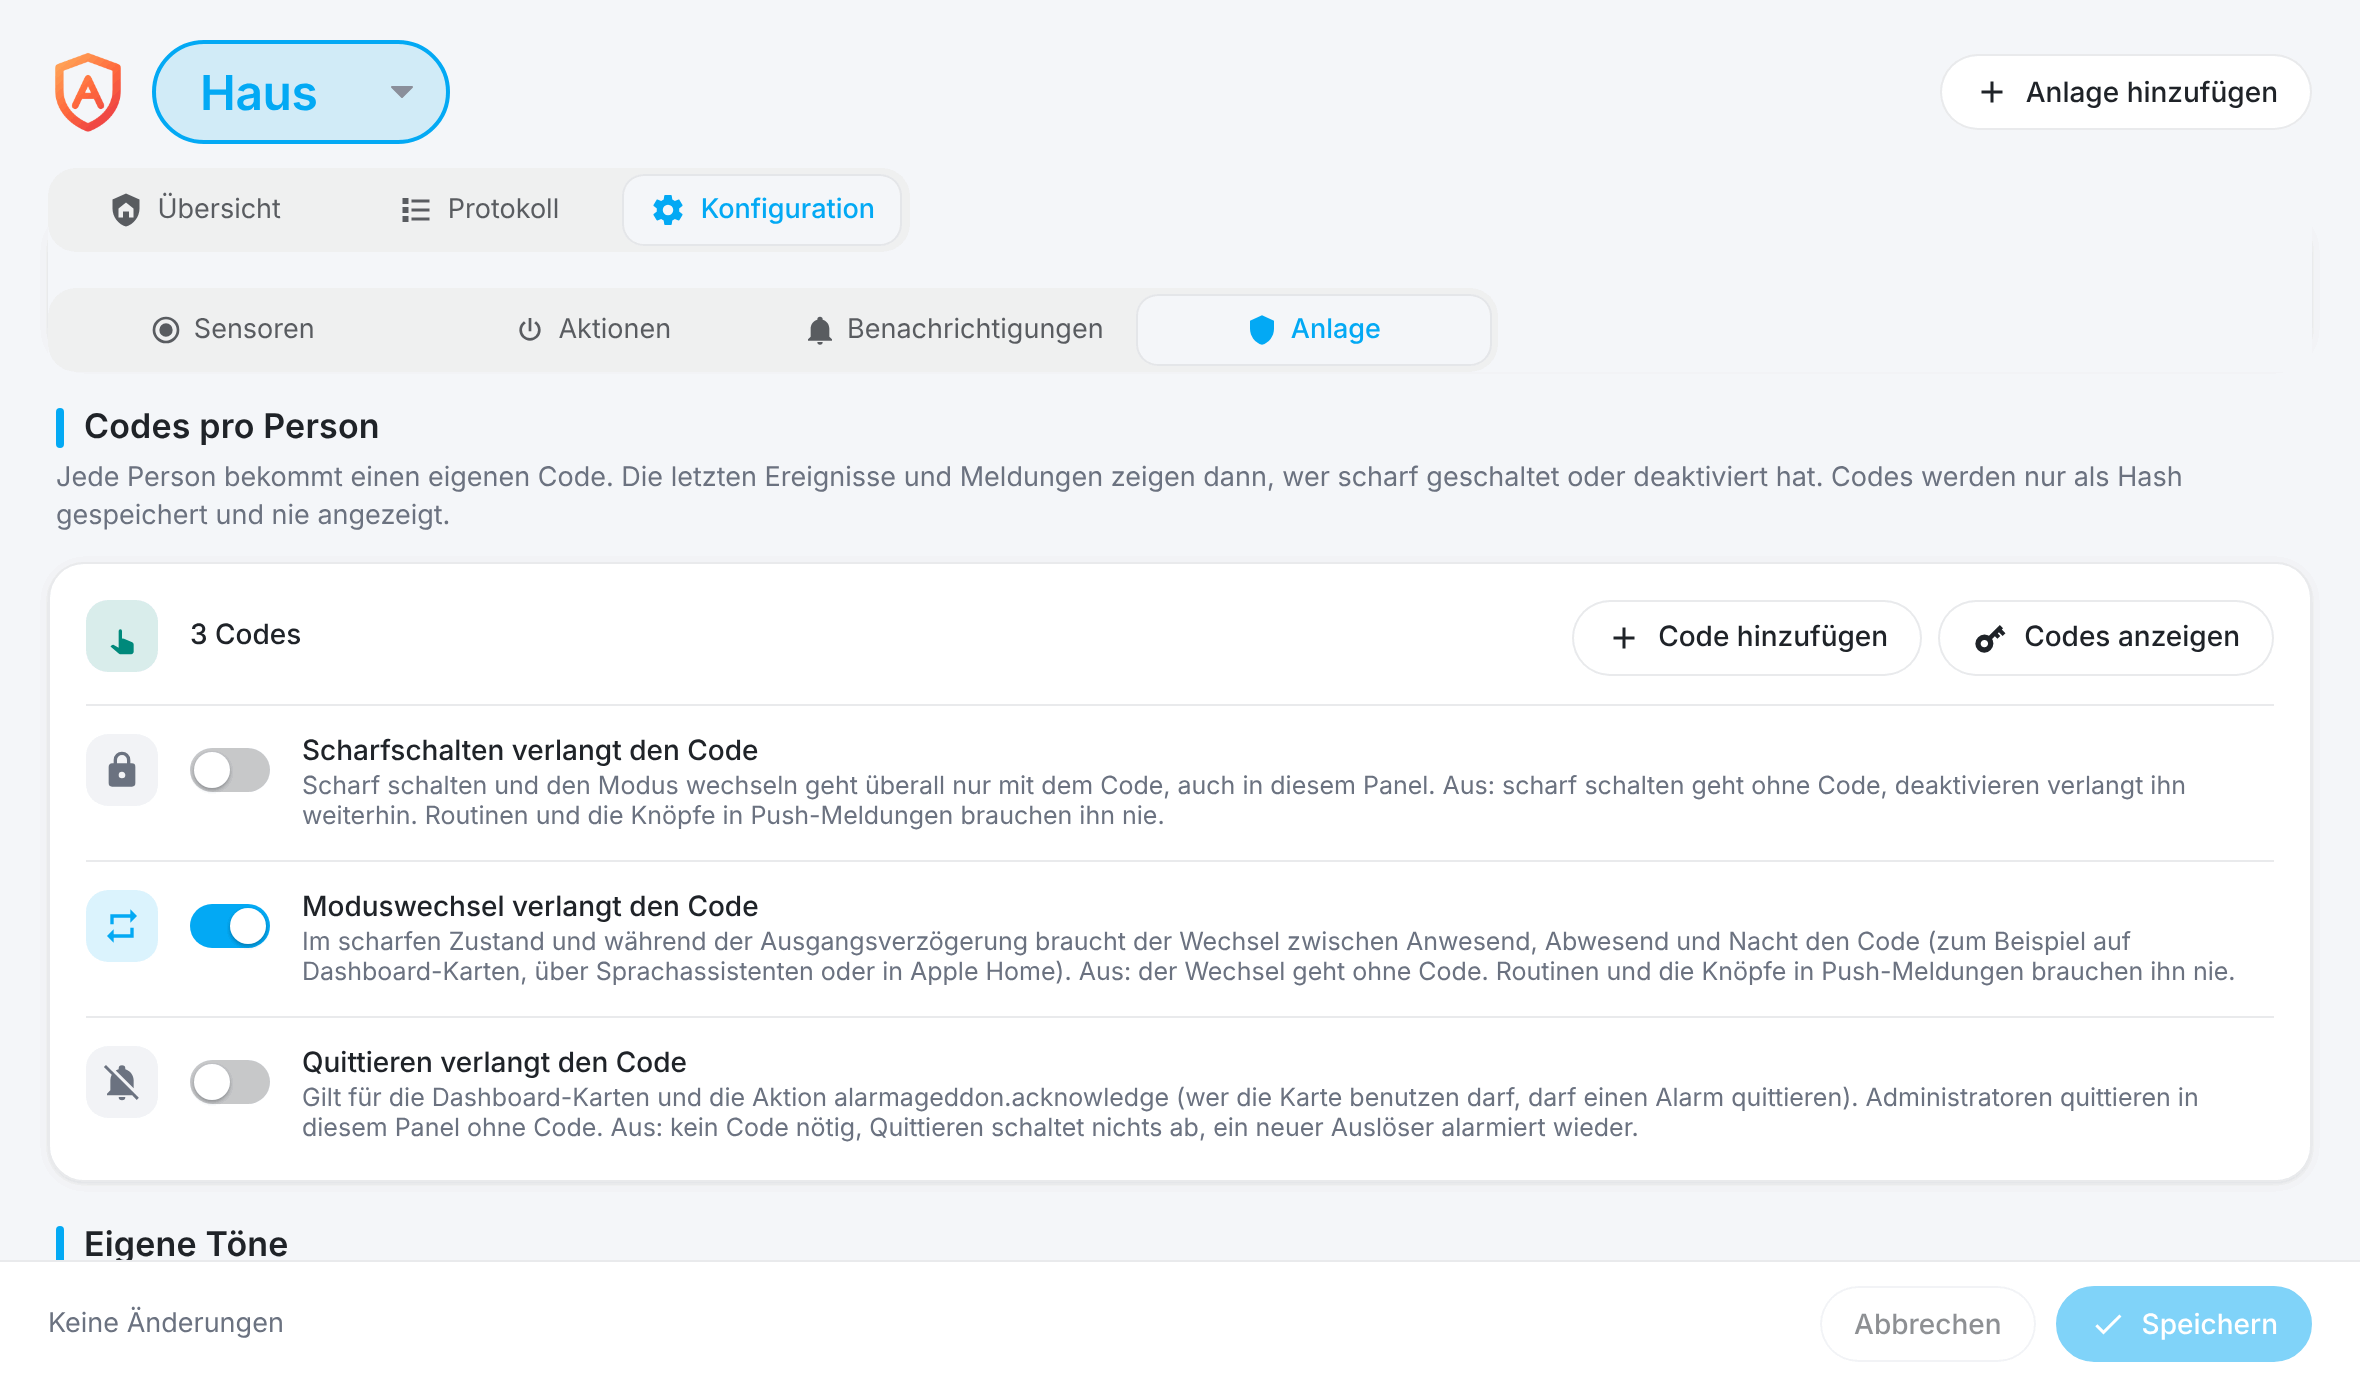 Haus
Anlage hinzufügen
Übersicht
Protokoll
Konfiguration
Sensoren
Aktionen
Benachrichtigungen
Anlage
Codes pro Person
Jede Person bekommt einen eigenen Code. Die letzten Ereignisse und Meldungen zeigen dann, wer scharf geschaltet oder deaktiviert hat. Codes werden nur als Hash
gespeichert und nie angezeigt.
3 Codes
Code hinzufügen
Codes anzeigen
Scharfschalten verlangt den Code
Scharf schalten und den Modus wechseln geht überall nur mit dem Code, auch in diesem Panel. Aus: scharf schalten geht ohne Code, deaktivieren verlangt ihn
weiterhin. Routinen und die Knöpfe in Push-Meldungen brauchen ihn nie.
Moduswechsel verlangt den Code
Im scharfen Zustand und während der Ausgangsverzögerung braucht der Wechsel zwischen Anwesend, Abwesend und Nacht den Code (zum Beispiel auf
Dashboard-Karten, über Sprachassistenten oder in Apple Home). Aus: der Wechsel geht ohne Code. Routinen und die Knöpfe in Push-Meldungen brauchen ihn nie.
Quittieren verlangt den Code
Gilt für die Dashboard-Karten und die Aktion alarmageddon.acknowledge (wer die Karte benutzen darf, darf einen Alarm quittieren). Administratoren quittieren in
diesem Panel ohne Code. Aus: kein Code nötig, Quittieren schaltet nichts ab, ein neuer Auslöser alarmiert wieder.
Eigene Töne
Keine Änderungen
Abbrechen
Speichern